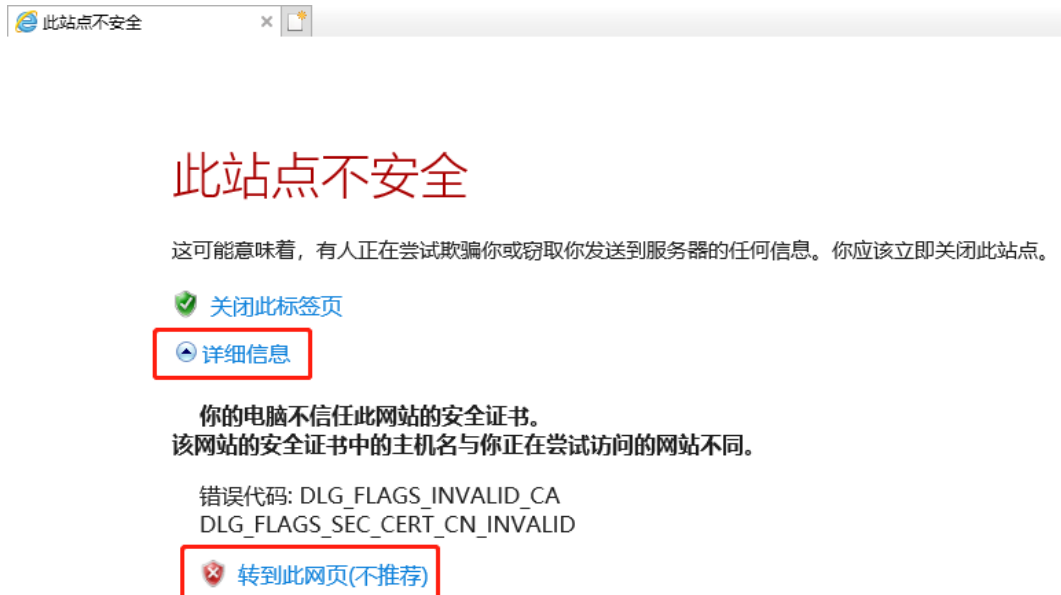 此站点不安全
此站点不安全
这可能意味着，有人正在尝试欺骗你或窃取你发送到服务器的任何信息。你应该立即关闭此站点。
关闭此标签页
详细信息
你的电脑不信任此网站的安全证书。
该网站的安全证书中的主机名与你正在尝试访问的网站不同。
错误代码: DLG_FLAGS_INVALID_CA
DLG_FLAGS_SEC_CERT_CN_INVALID
转到此网页(不推荐)